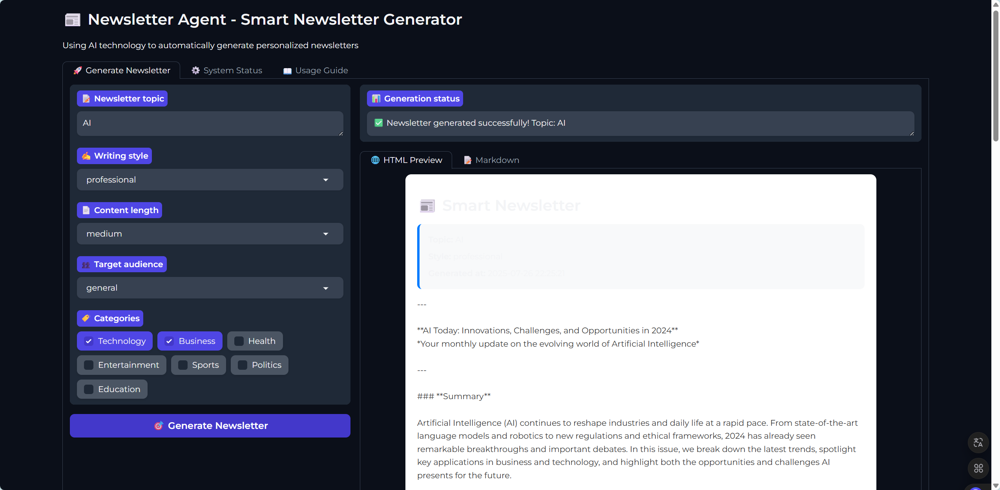 Newsletter Agent - Smart Newsletter Generator
Using AI technology to automatically generate personalized newsletters
Generate Newsletter
System Status
Usage Guide
Newsletter topic
AI
Writing style
professional
Content length
medium
Target audience
general
Categories
Technology
Business
Health
Entertainment
Sports
Politics
Education
Generate Newsletter
Generation status
Newsletter generated successfully! Topic: AI
HTML Preview
Markdown
Smart Newsletter
Topic: AI
Style: professional
Generated at: 2025-07-26 22:25:21
---
**AI Today: Innovations, Challenges, and Opportunities in 2024**
*Your monthly update on the evolving world of Artificial Intelligence*
---
### **Summary**
Artificial Intelligence (AI) continues to reshape industries and daily life at a rapid pace. From state-of-the-art
language models and robotics to new regulations and ethical frameworks, 2024 has already seen
remarkable breakthroughs and important debates. In this issue, we break down the latest trends, spotlight
key applications in business and technology, and highlight both the opportunities and challenges AI
presents for the future.